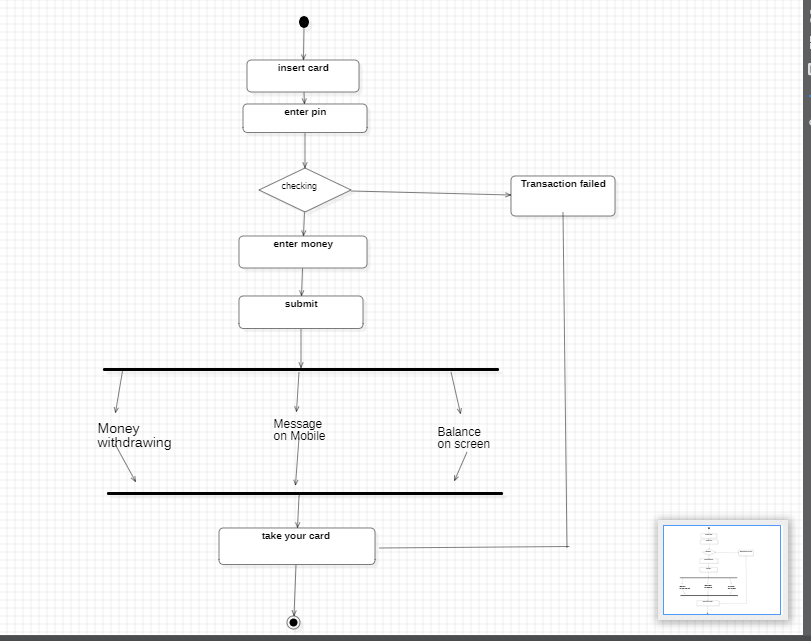 insert card
enter pin
checking
Transaction failed
enter money
submit
Money
withdrawing
Message
on Mobile
Balance
on screen
take your card